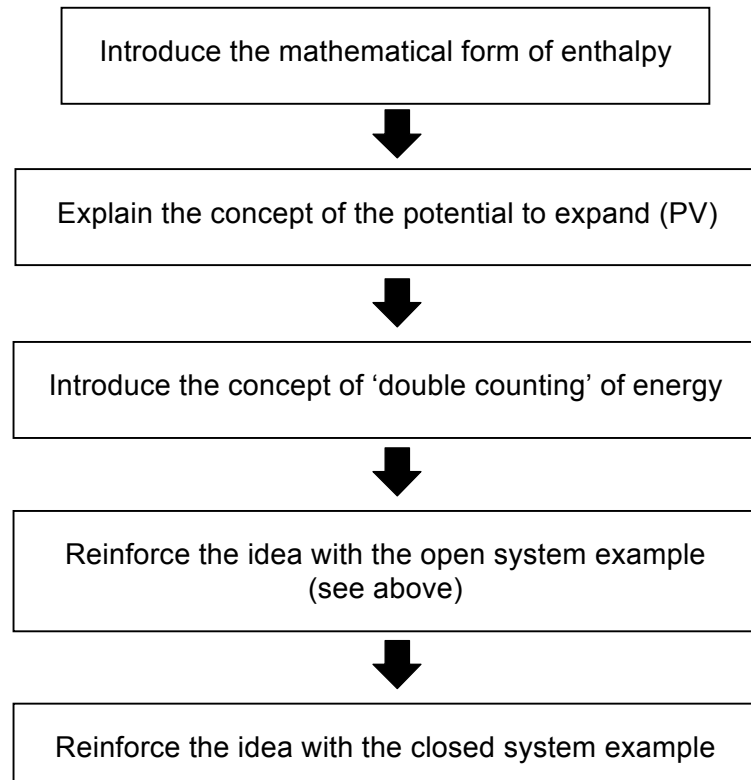 Introduce the mathematical form of enthalpy
Explain the concept of the potential to expand (PV)
Introduce the concept of ‘double counting’ of energy
Reinforce the idea with the open system example
(see above)
Reinforce the idea with the closed system example